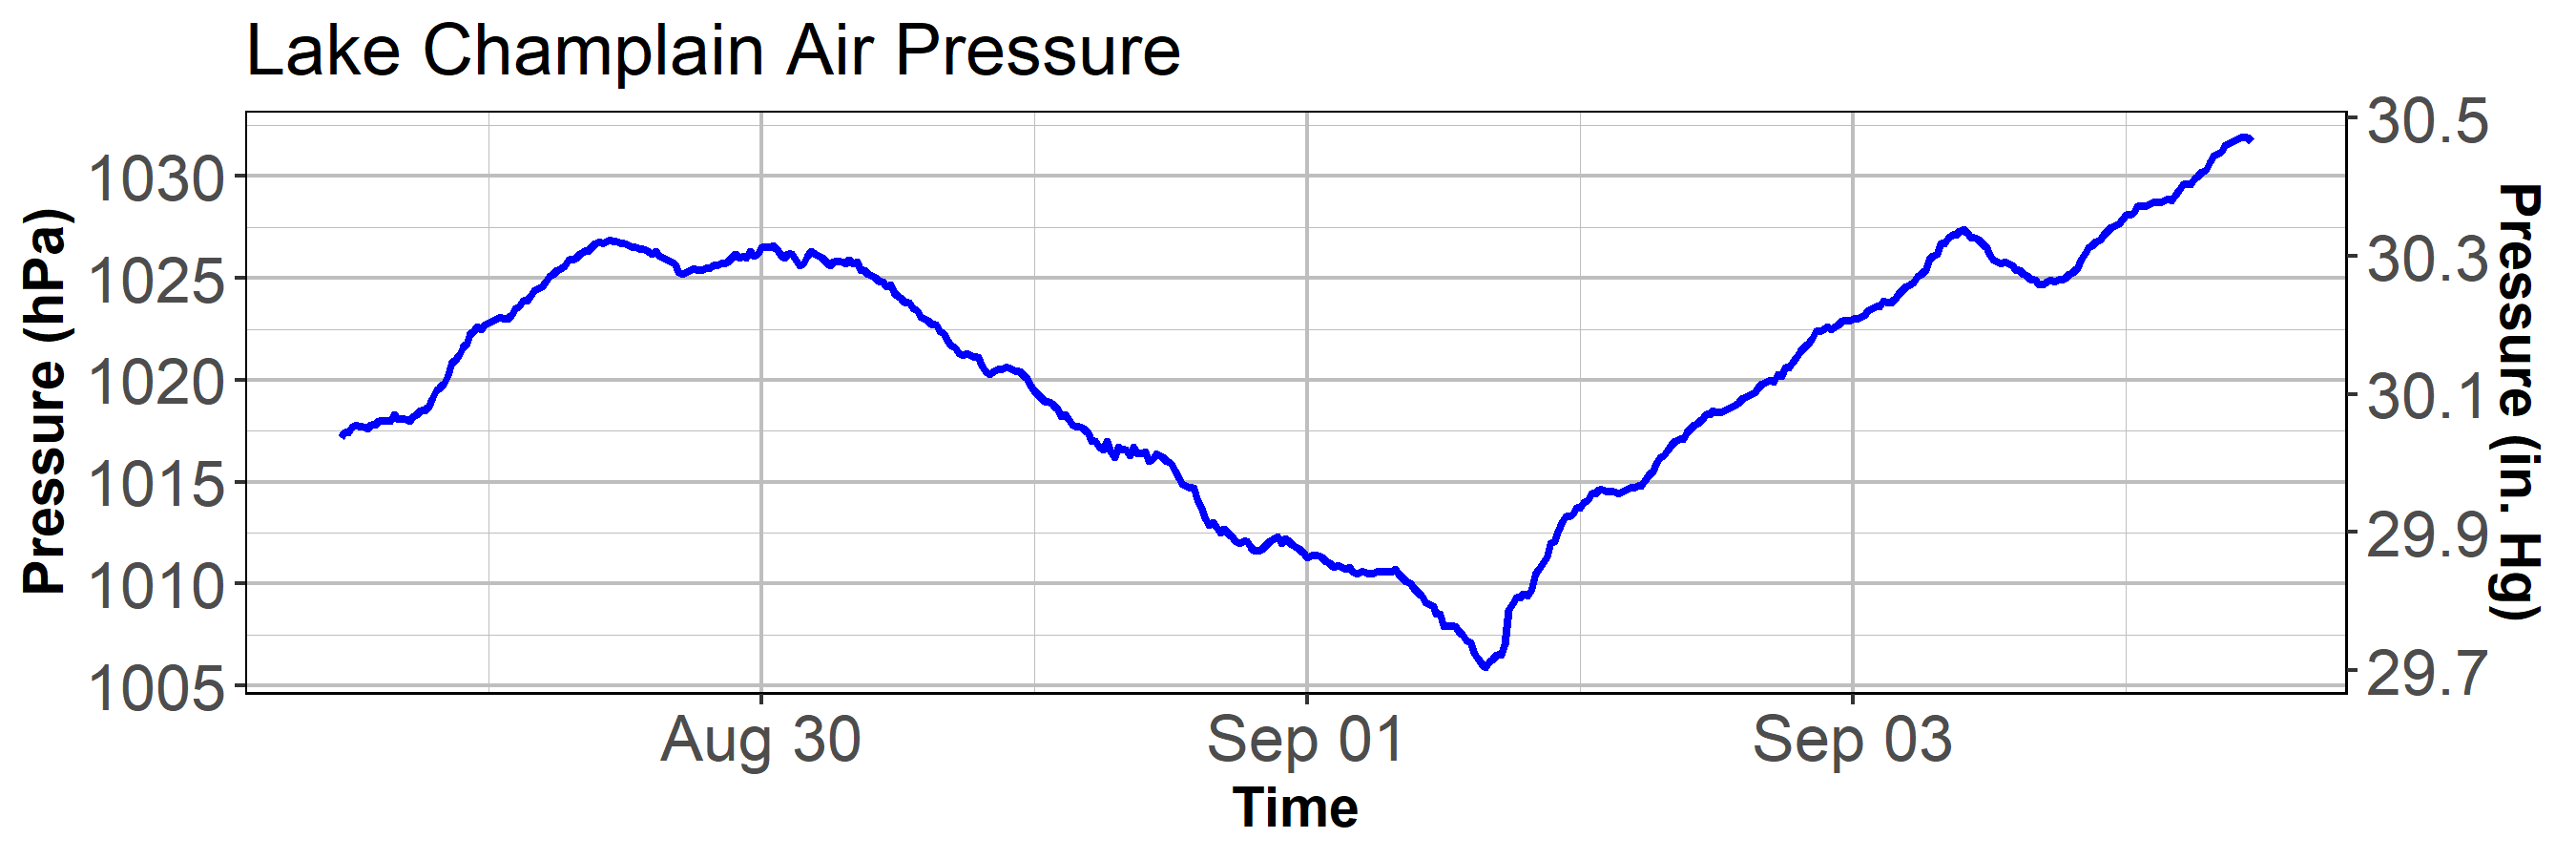 Lake Champlain Air Pressure
Pressure (hPa)
1030
1025
1020
1015
1010
1005
30.5
30.3
30.1
29.9
29.7
Pressure (in. Hg)
Aug 30
Sep 01
Sep 03
Time